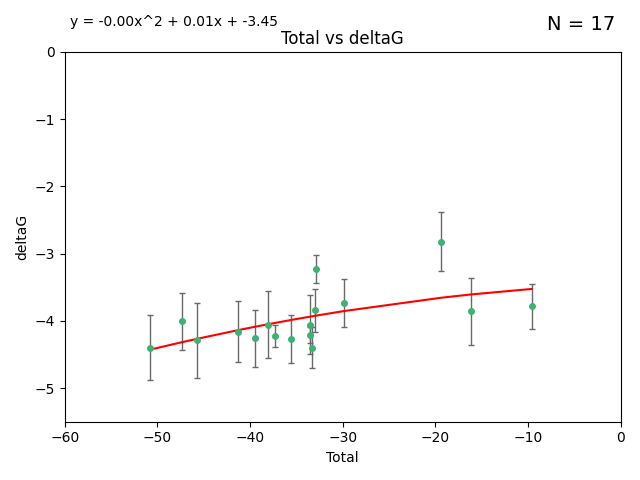 y = -0.00x^2 + 0.01x + -3.45
N = 17
Total vs deltaG
0
−1
−2
−3
−4
−5
deltaG
−60
−50
−40
−30
−20
−10
0
Total